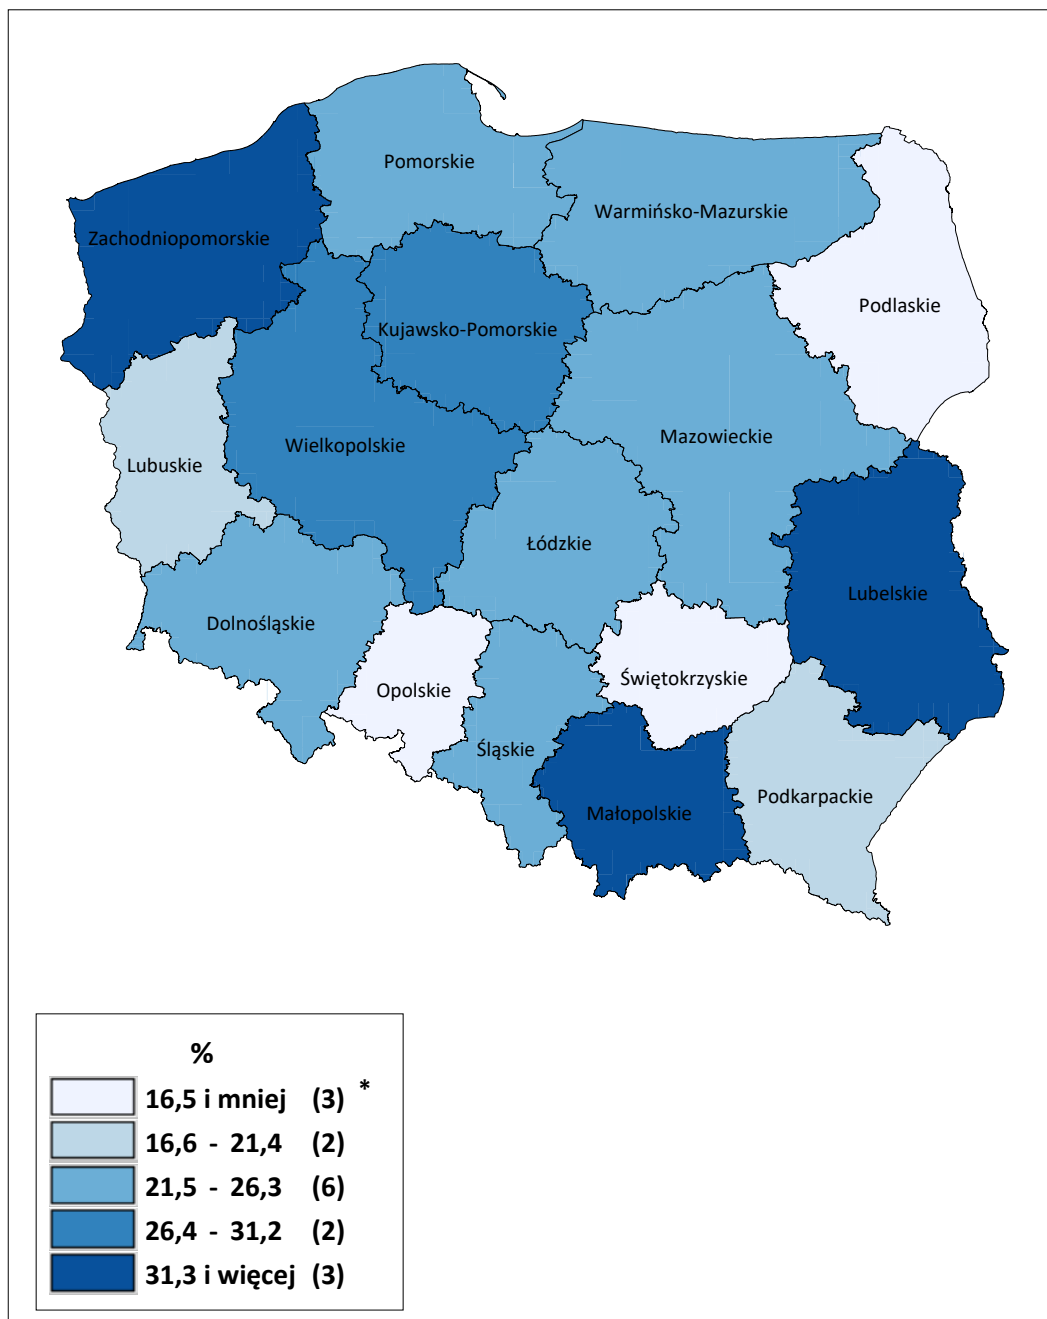 Pomorskie
Warmińsko-Mazurskie
Zachodniopomorskie
Podlaskie
Kujawsko-Pomorskie
Mazowieckie
Wielkopolskie
Lubuskie
Łódzkie
Lubelskie
Dolnośląskie
Świętokrzyskie
Opolskie
Śląskie
Podkarpackie
Małopolskie
%
16,5 i mniej (3) *
16,6 - 21,4 (2)
21,5 - 26,3 (6)
26,4 - 31,2 (2)
31,3 i więcej (3)